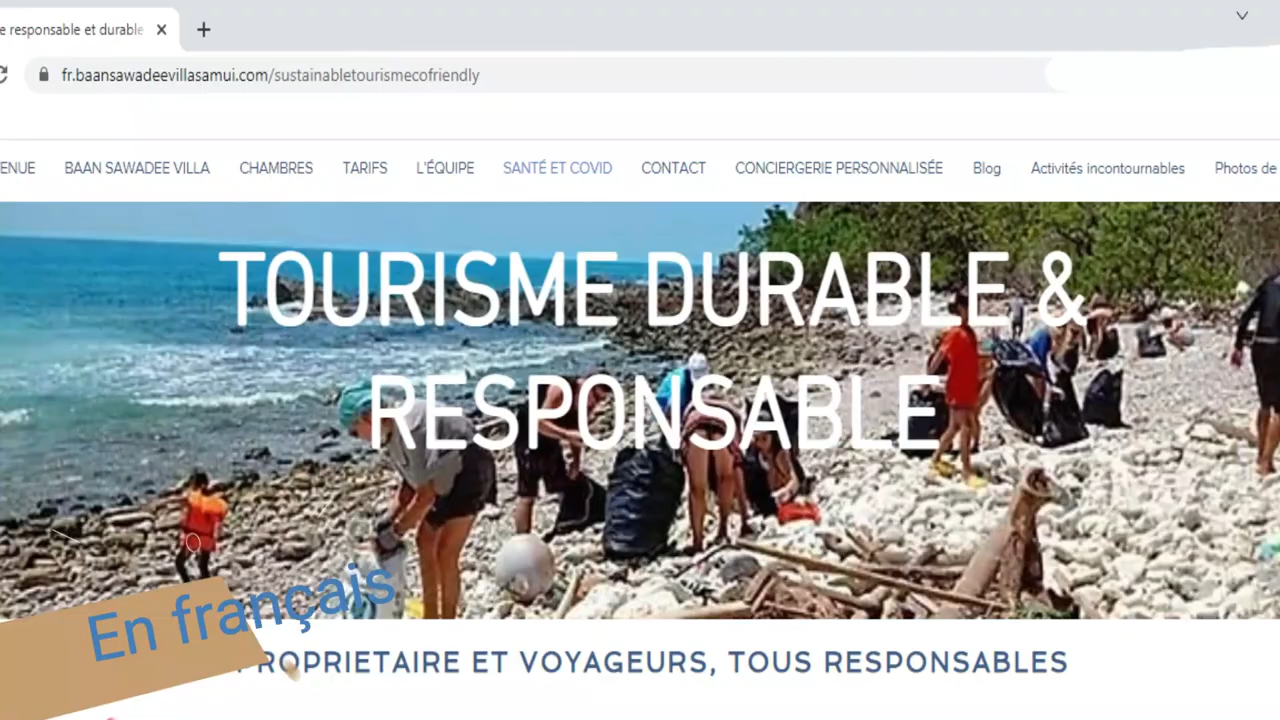 e responsable et durable
fr.baansawadeevillasamui.com/sustainabletourismecofriendly
ENUE BAAN SAWADEE VILLA CHAMBRES TARIFS L'ÉQUIPE SANTÉ ET COVID CONTACT CONCIERGERIE PERSONNALISÉE Blog Activités incontournables Photos de
TOURISME DURABLE &
RESPONSABLE
En français
PROPRIETAIRE ET VOYAGEURS, TOUS RESPONSABLES